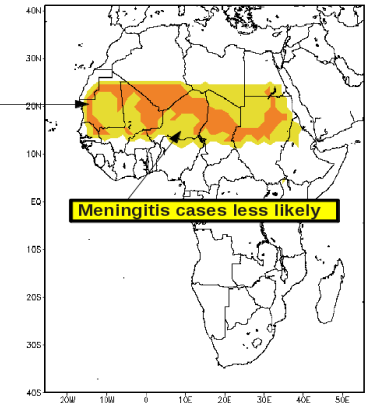 40N
30N
20N
10N
EQ
Meningitis cases less likely
10S
20S
30S
40S
20W 10W 0 10E 20E 30E 40E 50E